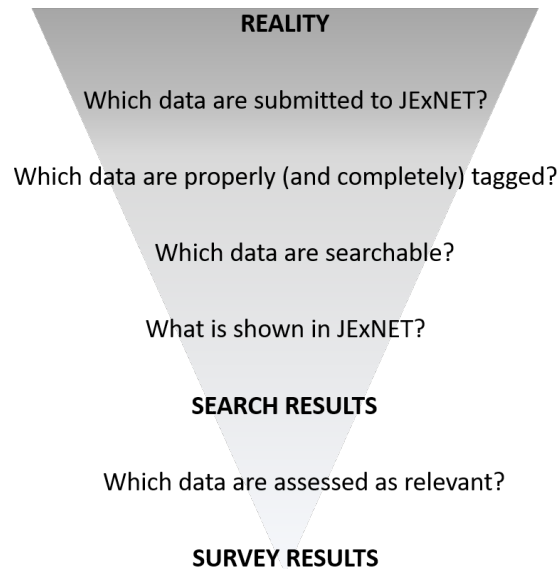 REALITY
Which data are submitted to JExNET?
Which data are properly (and completely) tagged?
Which data are searchable?
What is shown in JExNET?
SEARCH RESULTS
Which data are assessed as relevant?
SURVEY RESULTS